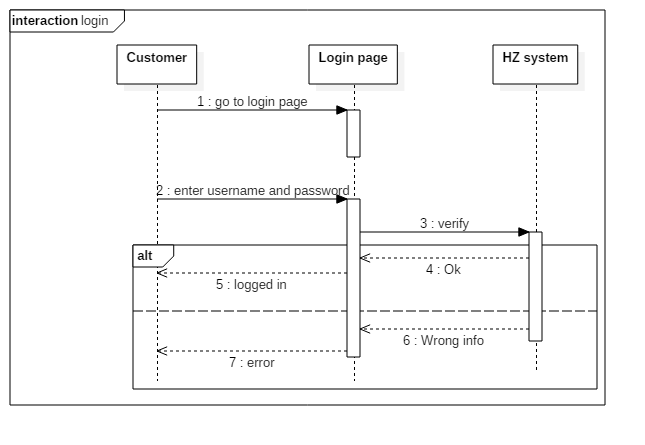 interaction login
Customer
Login page
HZ system
1 : go to login page
2 : enter username and password
3 : verify
alt
4 : Ok
5 : logged in
6 : Wrong info
7 : error